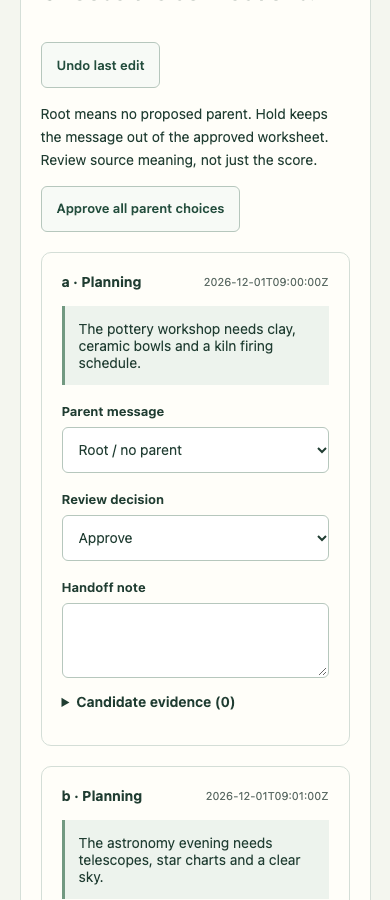 Undo last edit
Root means no proposed parent. Hold keeps
the message out of the approved worksheet.
Review source meaning, not just the score.
Approve all parent choices
a · Planning
2026-12-01T09:00:00Z
The pottery workshop needs clay,
ceramic bowls and a kiln firing
schedule.
Parent message
Root / no parent
Review decision
Approve
Handoff note
Candidate evidence (0)
b · Planning
2026-12-01T09:01:00Z
The astronomy evening needs
telescopes, star charts and a clear
sky.